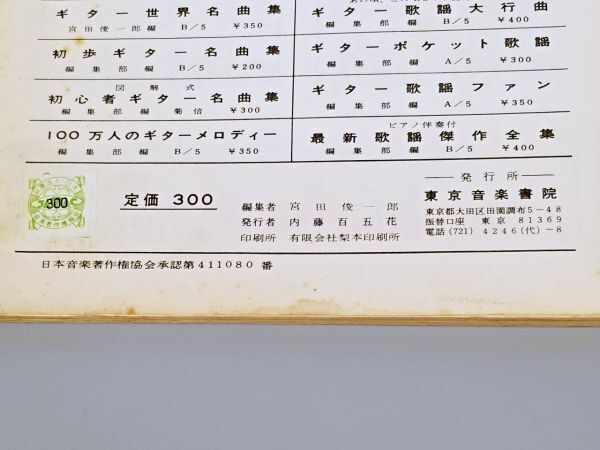 ギター世界名曲集
宮田俊一郎編 B/5 ¥350
初歩ギター名曲集
編集部編 B/5 ¥200
図解式
初心者ギター名曲集
編集部編 菊倍 ¥300
100万人のギターメロディー
編集部編 B/5 ¥350
ギター歌謡大行曲
編集部編 B/5 ¥400
ギターポケット歌謡
編集部編 A/5 ¥300
ギター歌謡ファン
編集部編 A/5 ¥350
ピアノ伴奏付
最新歌謡傑作全集
編集部編 B/5 ¥400
300
定価 300
編集者 宮田俊一郎
発行者 内藤百五花
印刷所 有限会社梨本印刷所
発行所
東京音楽書院
東京都大田区田園調布5-48
振替口座 東京 81369
電話(721) 4246(代)-8
日本音楽著作権協会承認第411080番